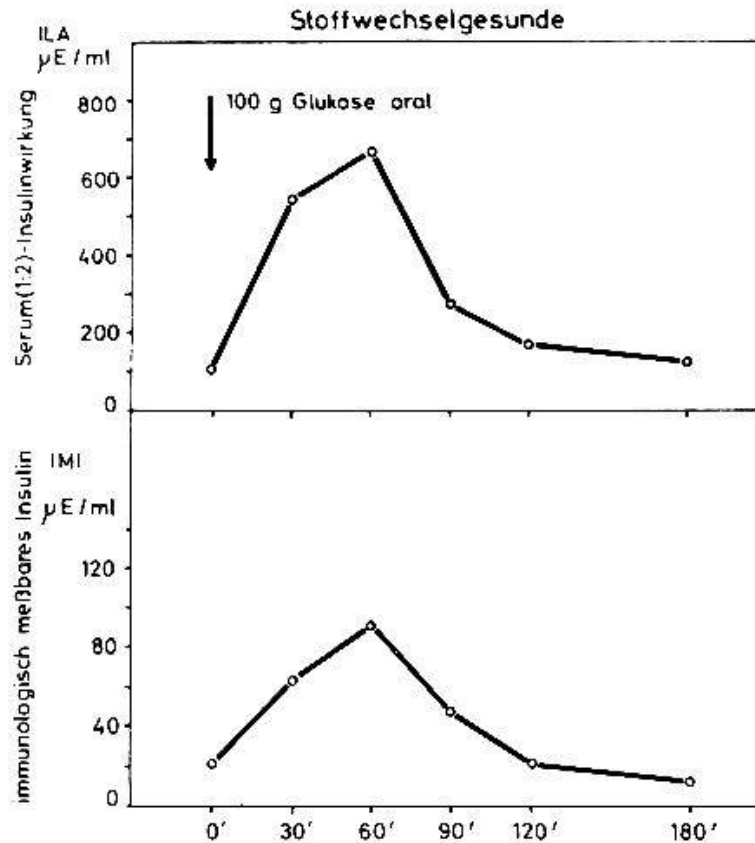 Stoffwechselgesunde
ILA
µE/ml
Serum(1:2)-Insulinwirkung
100 g Glukose oral
800
600
400
200
0
IMI
µE/ml
immunologisch meßbares Insulin
120
80
40
0
0' 30' 60' 90' 120' 180'